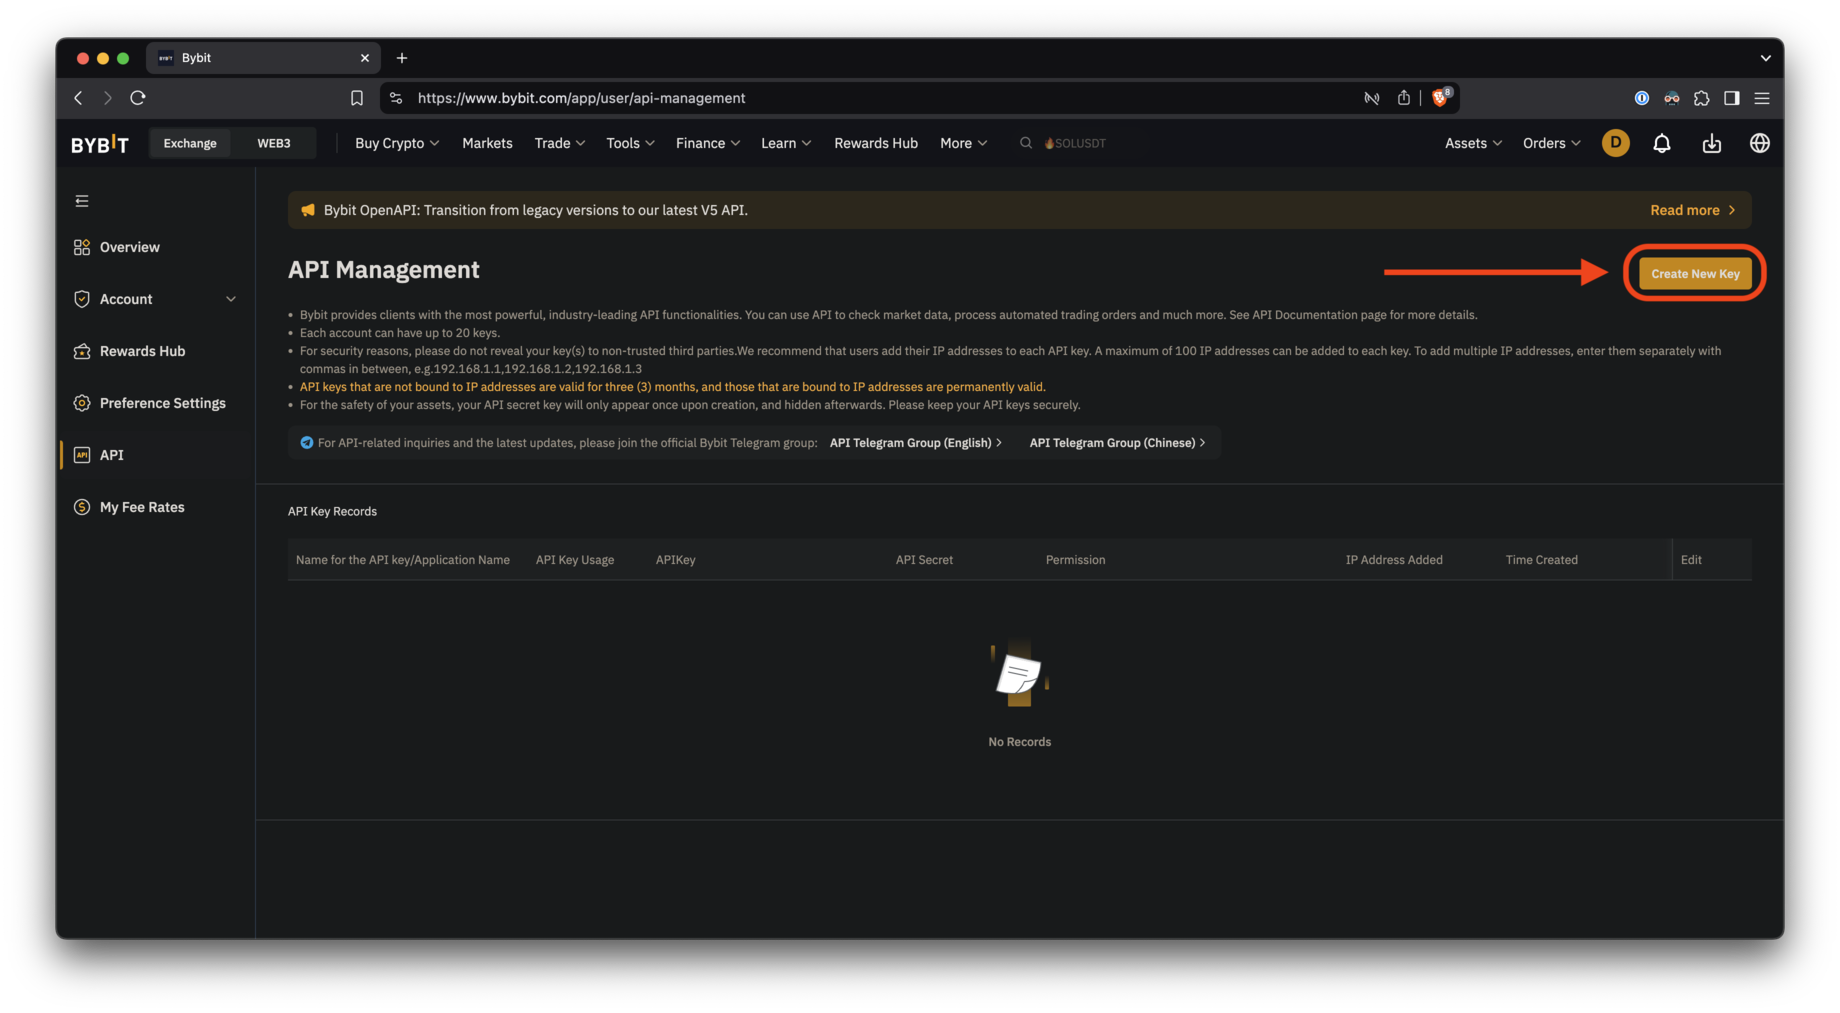 Bybit
https://www.bybit.com/app/user/api-management
8
BYBIT
Exchange
WEB3
Buy Crypto
Markets
Trade
Tools
Finance
Learn
Rewards Hub
More
SOLUSDT
Assets
Orders
D
Bybit OpenAPI: Transition from legacy versions to our latest V5 API.
Read more
Overview
Account
Rewards Hub
Preference Settings
API
API
My Fee Rates
API Management
Create New Key
• Bybit provides clients with the most powerful, industry-leading API functionalities. You can use API to check market data, process automated trading orders and much more. See API Documentation page for more details.
• Each account can have up to 20 keys.
• For security reasons, please do not reveal your key(s) to non-trusted third parties.We recommend that users add their IP addresses to each API key. A maximum of 100 IP addresses can be added to each key. To add multiple IP addresses, enter them separately with
commas in between, e.g.192.168.1.1,192.168.1.2,192.168.1.3
• API keys that are not bound to IP addresses are valid for three (3) months, and those that are bound to IP addresses are permanently valid.
• For the safety of your assets, your API secret key will only appear once upon creation, and hidden afterwards. Please keep your API keys securely.
For API-related inquiries and the latest updates, please join the official Bybit Telegram group: API Telegram Group (English) > API Telegram Group (Chinese) >
API Key Records
Name for the API key/Application Name
API Key Usage
APIKey
API Secret
Permission
IP Address Added
Time Created
Edit
No Records